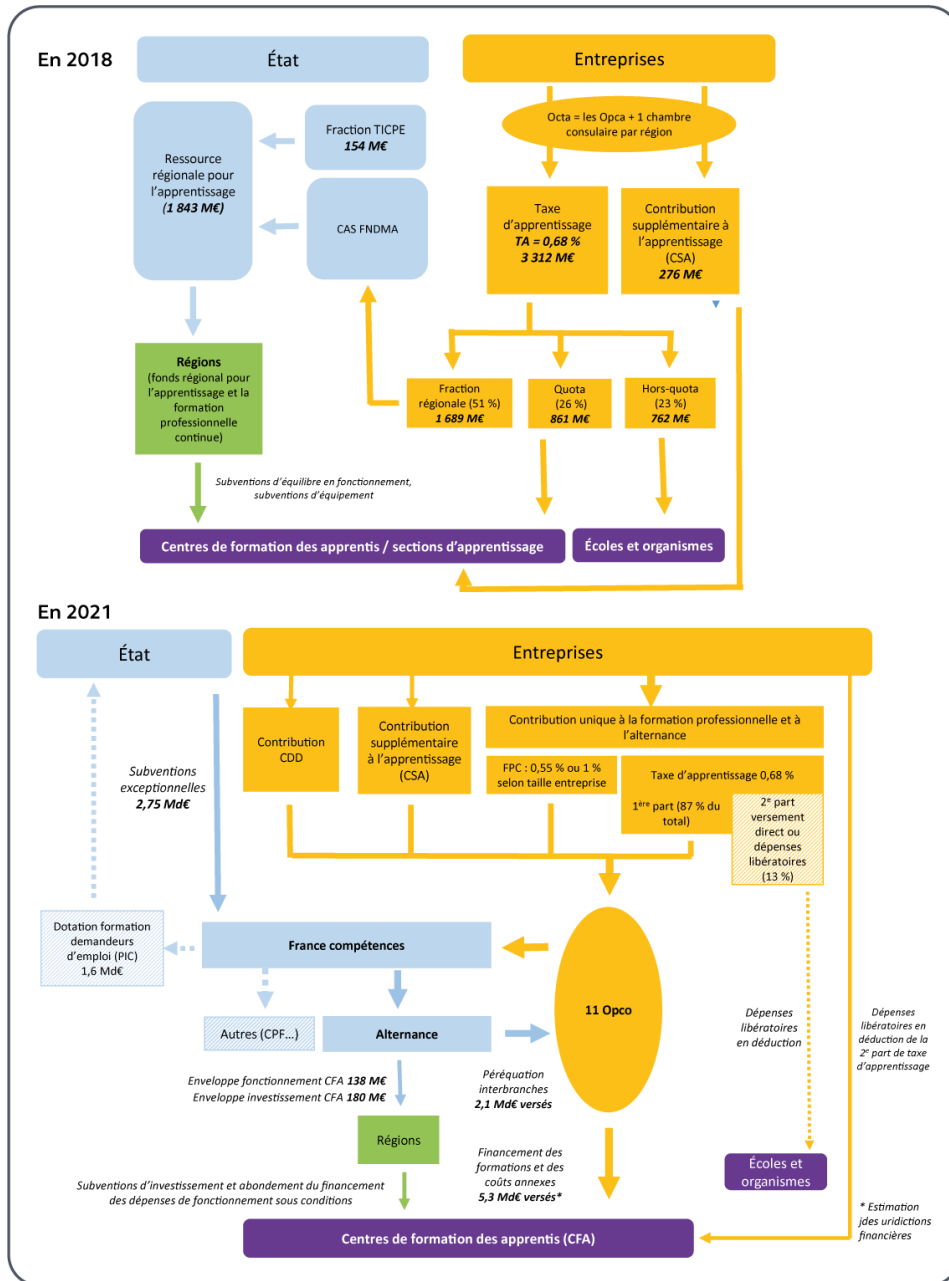 En 2018
État
Entreprises
Octa = les Opca + 1 chambre
consulaire par région
Fraction TICPE
154 M€
Ressource
régionale pour
l'apprentissage
(1 843 M€)
CAS FNDMA
Taxe
d'apprentissage
TA = 0,68 %
3 312 M€
Contribution
supplémentaire à
l'apprentissage
(CSA)
276 M€
Régions
(fonds régional pour
l'apprentissage et la
formation
professionnelle
continue)
Fraction
régionale (51 %)
1 689 M€
Quota
(26 %)
861 M€
Hors-quota
(23 %)
762 M€
Subventions d'équilibre en fonctionnement,
subventions d'équipement
Centres de formation des apprentis / sections d'apprentissage
Écoles et organismes
En 2021
État
Entreprises
Subventions
exceptionnelles
2,75 Md€
Contribution
CDD
Contribution
supplémentaire
à l'apprentissage
(CSA)
Contribution unique à la formation professionnelle et à
l'alternance
FPC : 0,55 % ou 1 %
selon taille entreprise
Taxe d'apprentissage 0,68 %
1ère part (87 % du
total)
2e part
versement
direct ou
dépenses
libératoires
(13 %)
Dotation formation
demandeurs
d'emploi (PIC)
1,6 Md€
France compétences
11 Opco
Autres (CPF…)
Alternance
Dépenses
libératoires
en déduction
Dépenses
libératoires en
déduction de la
2e part de taxe
d'apprentissage
Enveloppe fonctionnement CFA 138 M€
Enveloppe investissement CFA 180 M€
Péréquation
interbranches
2,1 Md€ versés
Régions
Financement des
formations et des
coûts annexes
5,3 Md€ versés*
Écoles et
organismes
Subventions d'investissement et abondement du financement
des dépenses de fonctionnement sous conditions
* Estimation
jdes uridictions
financières
Centres de formation des apprentis (CFA)